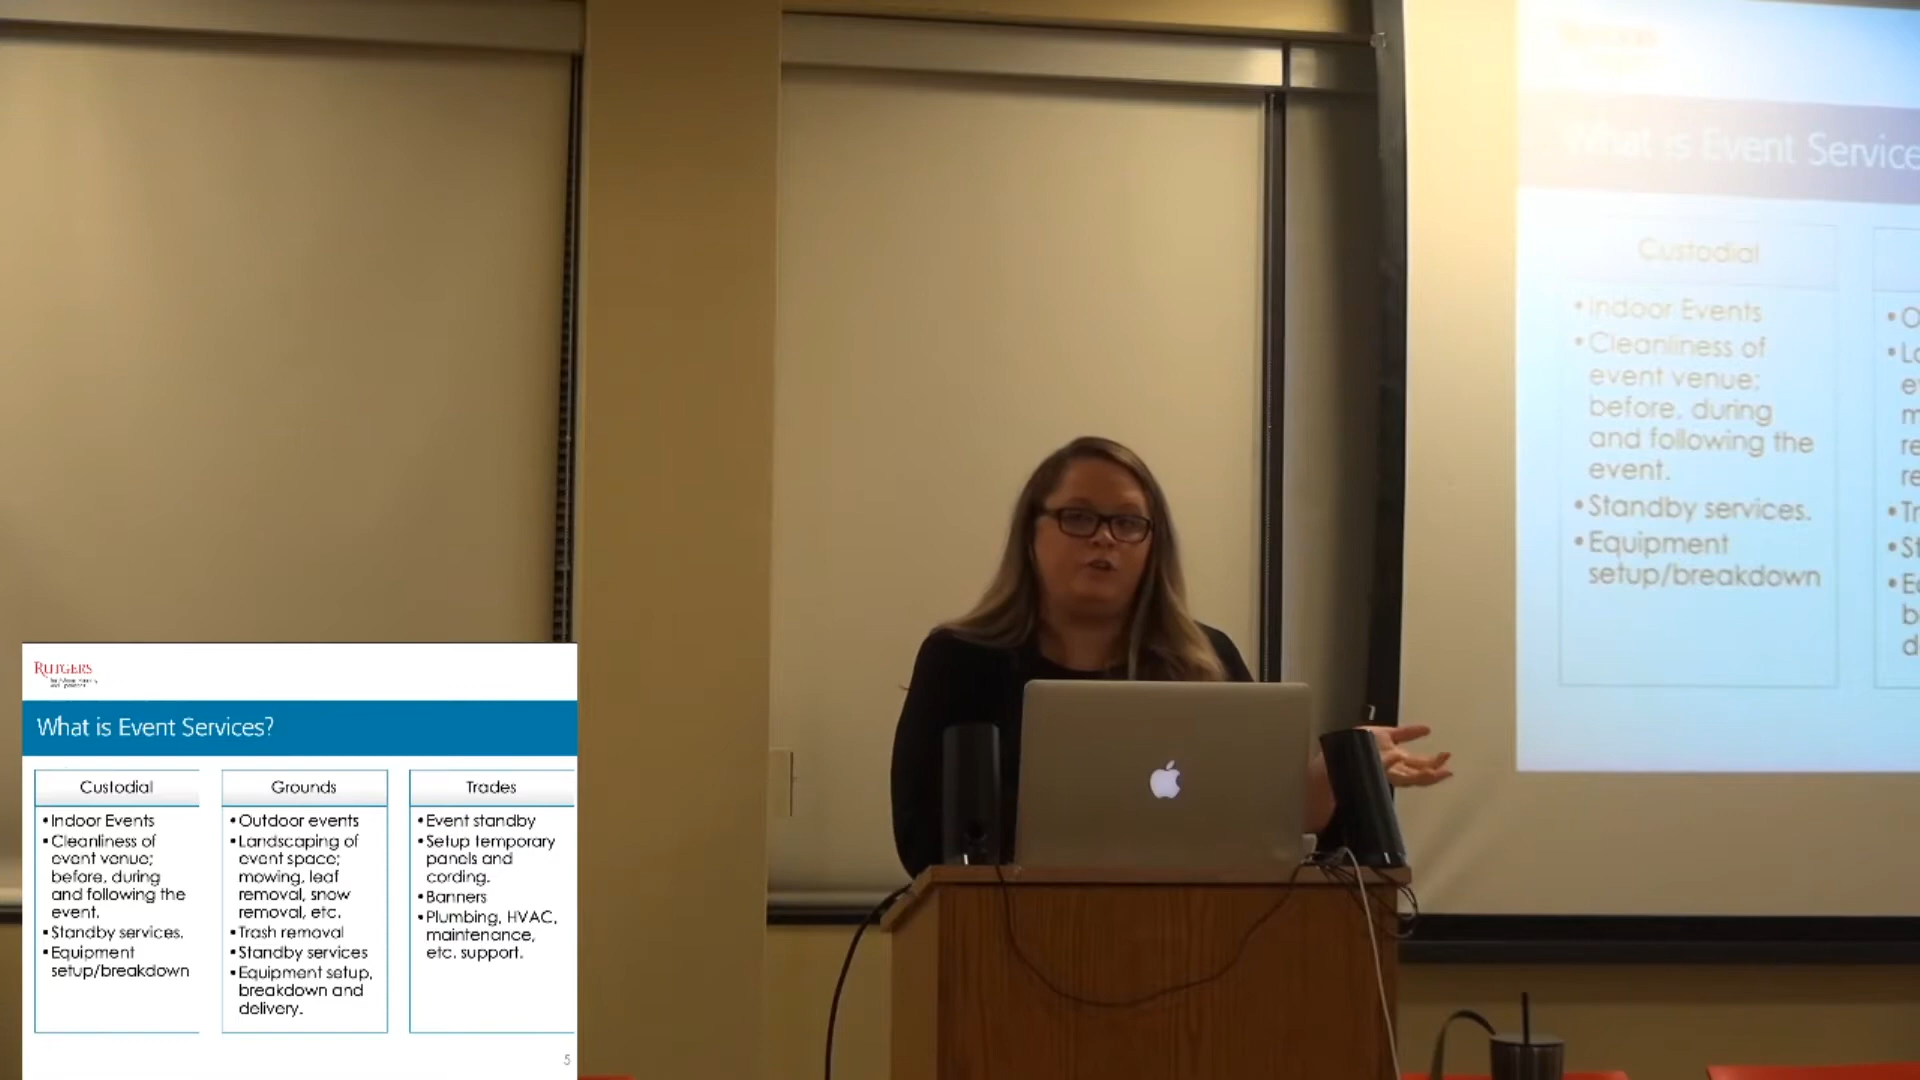 What is Event Service
Custodial
•Indoor Events
•Cleanliness of
event venue;
before, during
and following the
event.
•Standby services.
•Equipment
setup/breakdown
RUTGERS
What is Event Services?
Custodial
•Indoor Events
•Cleanliness of
event venue;
before, during
and following the
event.
•Standby services.
•Equipment
setup/breakdown
Grounds
•Outdoor events
•Landscaping of
event space;
mowing, leaf
removal, snow
removal, etc.
•Trash removal
•Standby services
•Equipment setup,
breakdown and
delivery.
Trades
•Event standby
•Setup temporary
panels and
cording.
•Banners
•Plumbing, HVAC,
maintenance,
etc. support.
5